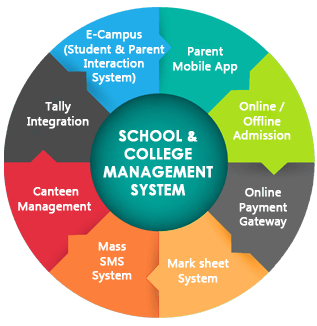 E-Campus
(Student & Parent
Interaction
System)
Parent
Mobile App
Online /
Offline
Admission
Online
Payment
Gateway
Mark sheet
System
Mass
SMS
System
Canteen
Management
Tally
Integration
SCHOOL &
COLLEGE
MANAGEMENT
SYSTEM